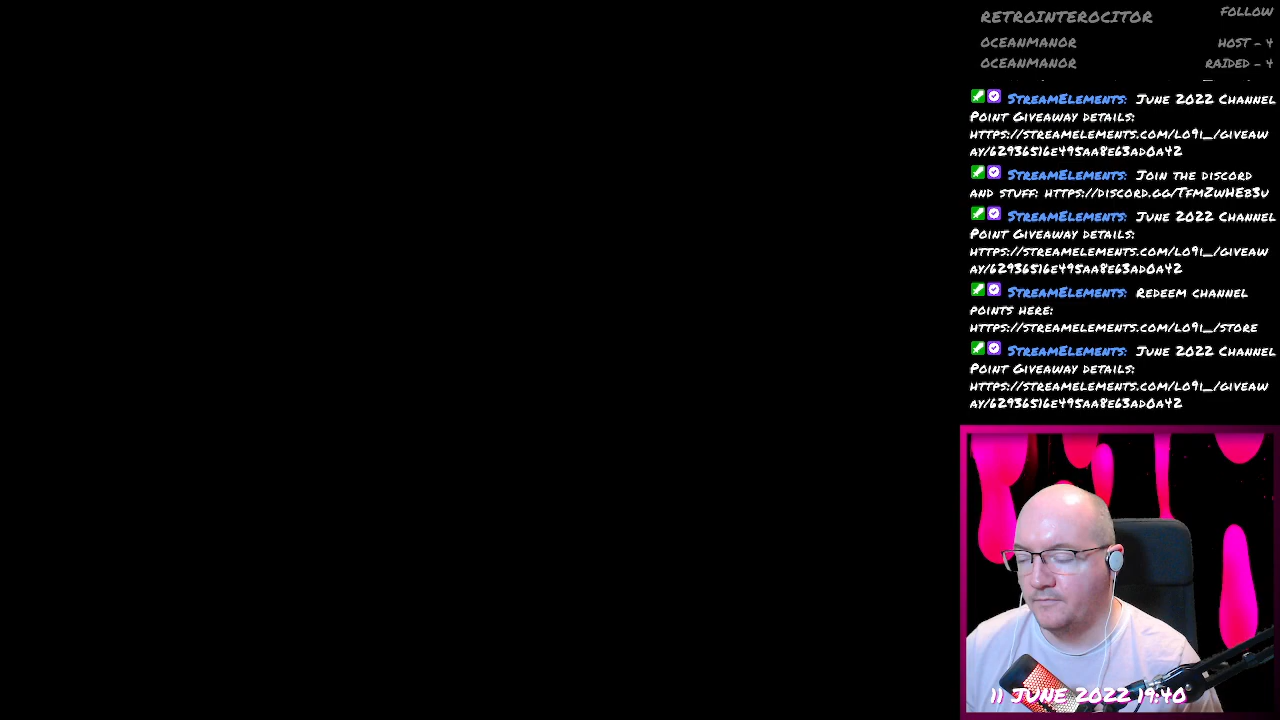 RETROINTEROCITOR FOLLOW
OCEANMANOR HOST - 4
OCEANMANOR RAIDED - 4
STREAMELEMENTS: JUNE 2022 CHANNEL
POINT GIVEAWAY DETAILS:
HTTPS://STREAMELEMENTS.COM/LO9I_/GIVEAW
AY/62936516E495AA8E63AD0A42
STREAMELEMENTS: JOIN THE DISCORD
AND STUFF: HTTPS://DISCORD.GG/TFMZWHEB3U
STREAMELEMENTS: JUNE 2022 CHANNEL
POINT GIVEAWAY DETAILS:
HTTPS://STREAMELEMENTS.COM/LO9I_/GIVEAW
AY/62936516E495AA8E63AD0A42
STREAMELEMENTS: REDEEM CHANNEL
POINTS HERE:
HTTPS://STREAMELEMENTS.COM/LO9I_/STORE
STREAMELEMENTS: JUNE 2022 CHANNEL
POINT GIVEAWAY DETAILS:
HTTPS://STREAMELEMENTS.COM/LO9I_/GIVEAW
AY/62936516E495AA8E63AD0A42
11 JUNE 2022 19:40